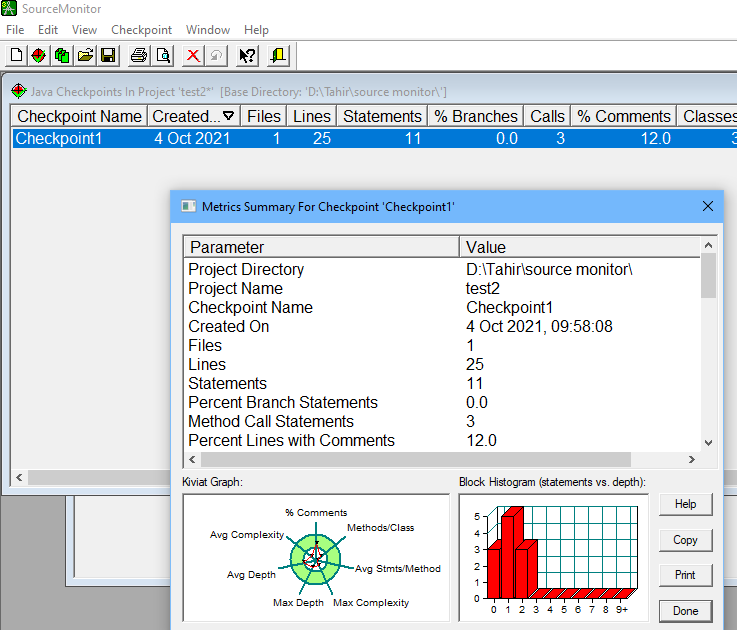 SourceMonitor
File Edit View Checkpoint Window Help
Java Checkpoints In Project 'test2*' [Base Directory: 'D:\Tahir\source monitor\']
Checkpoint Name Created... Files Lines Statements % Branches Calls % Comments Classes
Checkpoint1 4 Oct 2021 1 25 11 0.0 3 12.0 3
Metrics Summary For Checkpoint 'Checkpoint1'
Parameter Value
Project Directory D:\Tahir\source monitor\
Project Name test2
Checkpoint Name Checkpoint1
Created On 4 Oct 2021, 09:58:08
Files 1
Lines 25
Statements 11
Percent Branch Statements 0.0
Method Call Statements 3
Percent Lines with Comments 12.0
Kiviat Graph:
% Comments
Methods/Class
Avg Complexity
Avg Stmts/Method
Avg Depth
Max Depth Max Complexity
Block Histogram (statements vs. depth):
5
4
3
2
1
0
0 1 2 3 4 5 6 7 8 9+
Help
Copy
Print
Done